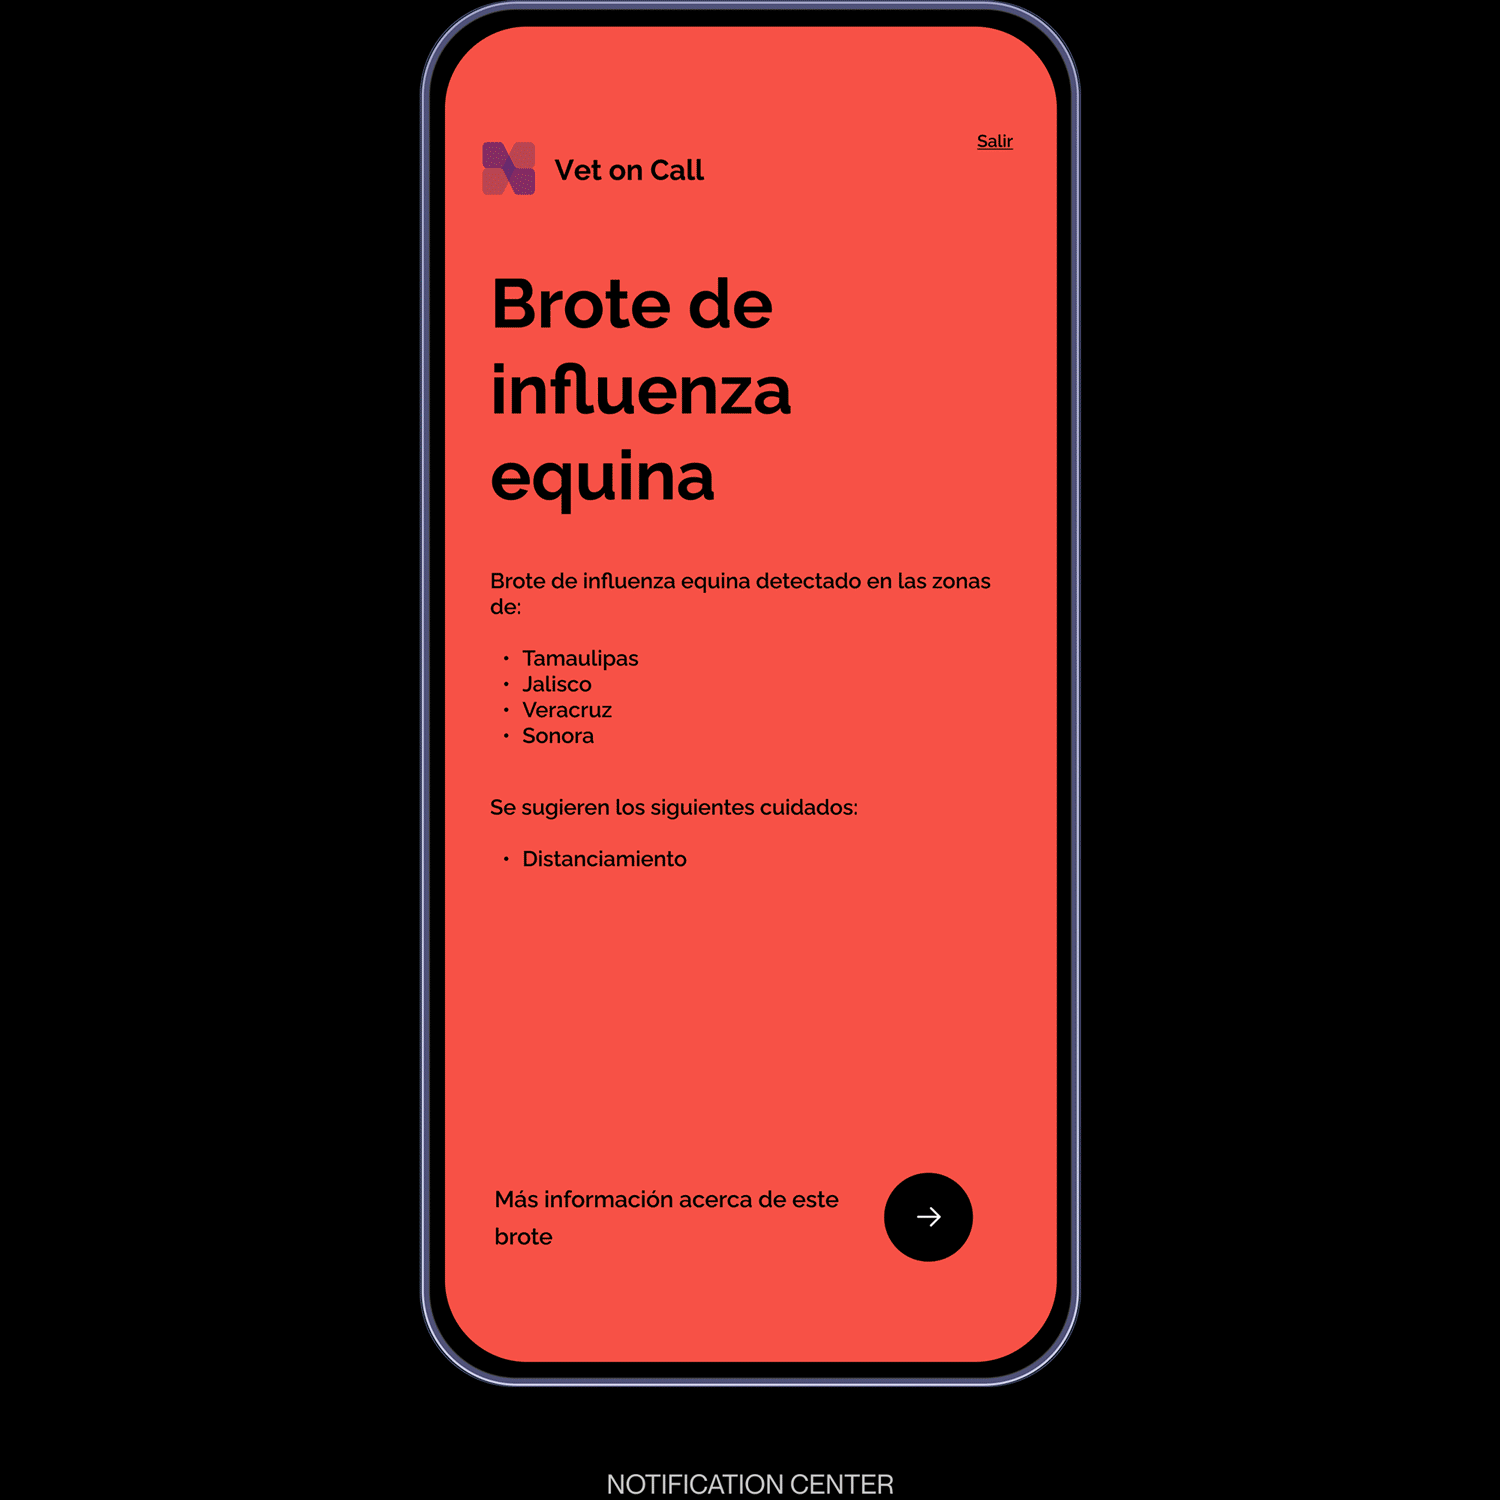 Salir
Vet on Call
Brote de
influenza
equina
Brote de influenza equina detectado en las zonas
de:
• Tamaulipas
• Jalisco
• Veracruz
• Sonora
Se sugieren los siguientes cuidados:
• Distanciamiento
Más información acerca de este
brote
NOTIFICATION CENTER